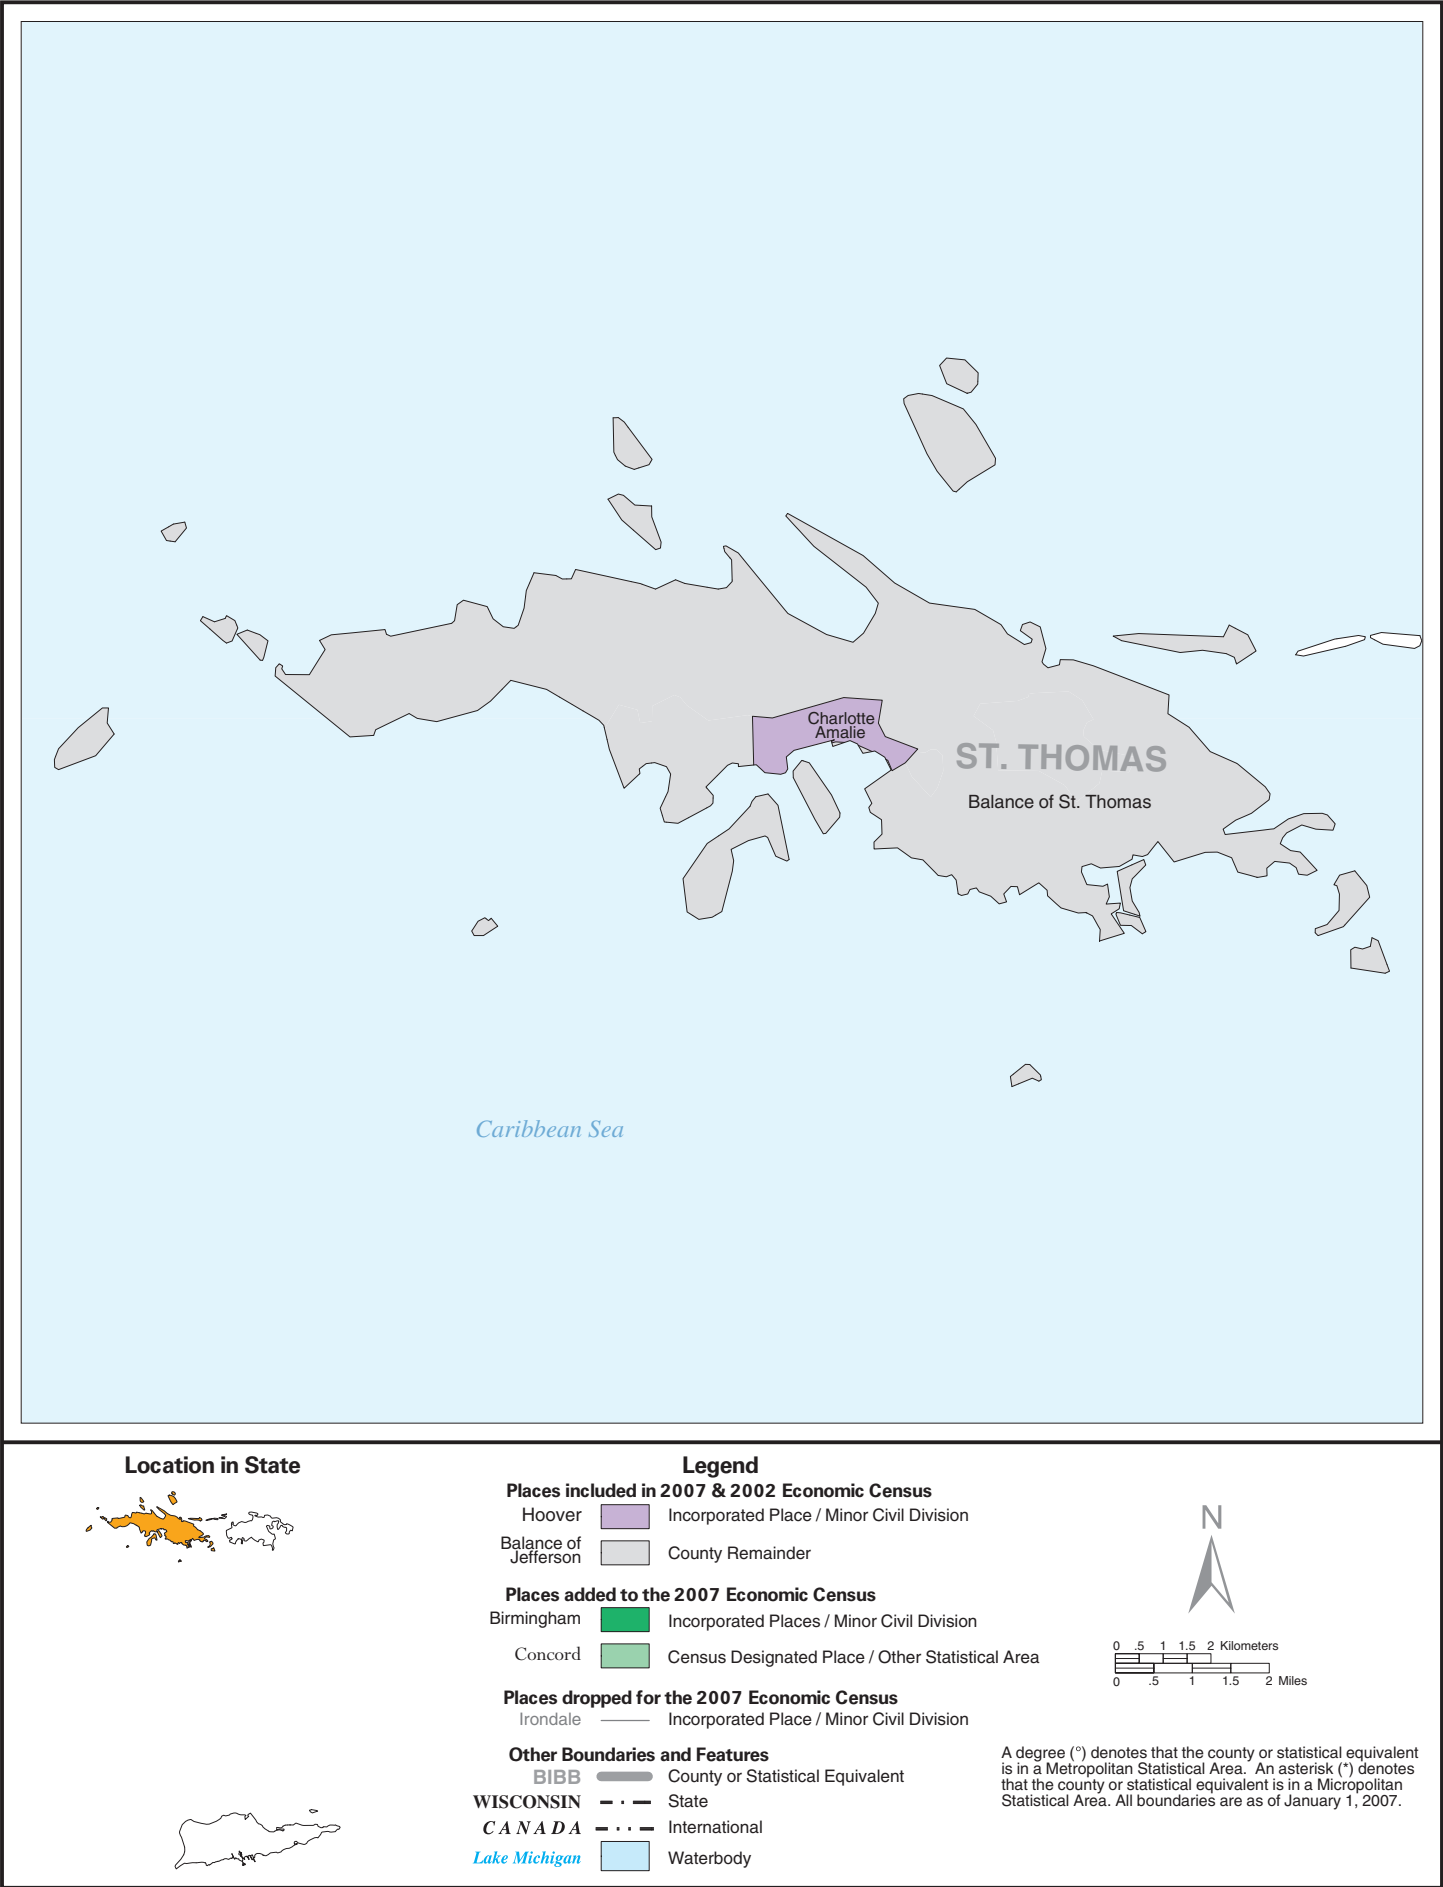 Charlotte
Amalie
ST. THOMAS
Balance of St. Thomas
Caribbean Sea
Location in State
Legend
Places included in 2007 & 2002 Economic Census
Hoover Incorporated Place / Minor Civil Division
Balance of
Jefferson County Remainder
Places added to the 2007 Economic Census
Birmingham Incorporated Places / Minor Civil Division
Concord Census Designated Place / Other Statistical Area
Places dropped for the 2007 Economic Census
Irondale Incorporated Place / Minor Civil Division
Other Boundaries and Features
BIBB County or Statistical Equivalent
WISCONSIN State
CANADA International
Lake Michigan Waterbody
N
0 .5 1 1.5 2 Kilometers
0 .5 1 1.5 2 Miles
A degree (°) denotes that the county or statistical equivalent
is in a Metropolitan Statistical Area. An asterisk (*) denotes
that the county or statistical equivalent is in a Micropolitan
Statistical Area. All boundaries are as of January 1, 2007.